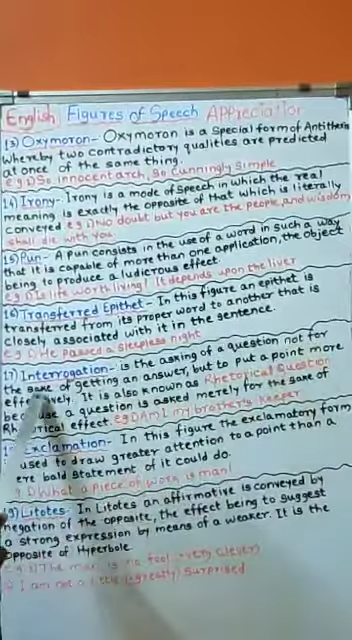 English Figures of Speech Appreciation
(13) Oxymoron - Oxymoron is a special form of Antithesis
whereby two contradictory qualities are predicted
at once of the same thing.
e.g 1) So innocent arch, So Cunningly simple
14) Irony - Irony is a mode of speech in which the real
meaning is exactly the opposite of that which is literally
conveyed e.g 1) No doubt but you are the people, and wisdom
shall die with you.
15) Pun - A pun consists in the use of a word in such a way
that it is capable of more than one application, the object
being to produce a ludicrous effect.
e.g 1) Is life worth living? It depends upon the liver
16) Transferred Epithet - In this figure an epithet is
transferred from its proper word to another that is
closely associated with it in the sentence.
e.g 1) He passed a sleepless night
17) Interrogation - is the asking of a question not for
the sake of getting an answer, but to put a point more
effectively. It is also known as Rhetorical Question
because a question is asked merely for the sake of
Rhetorical effect. e.g 1) Am I my brother's keeper
Exclamation - In this figure the exclamatory form
used to draw greater attention to a point than a
ere bald statement of it could do.
1) What a piece of work is man!
9) Litotes - In Litotes an affirmative is conveyed by
negation of the opposite, the effect being to suggest
a strong expression by means of a weaker. It is the
opposite of Hyperbole
1) The man is no fool (very clever)
I am not a little (greatly) surprised